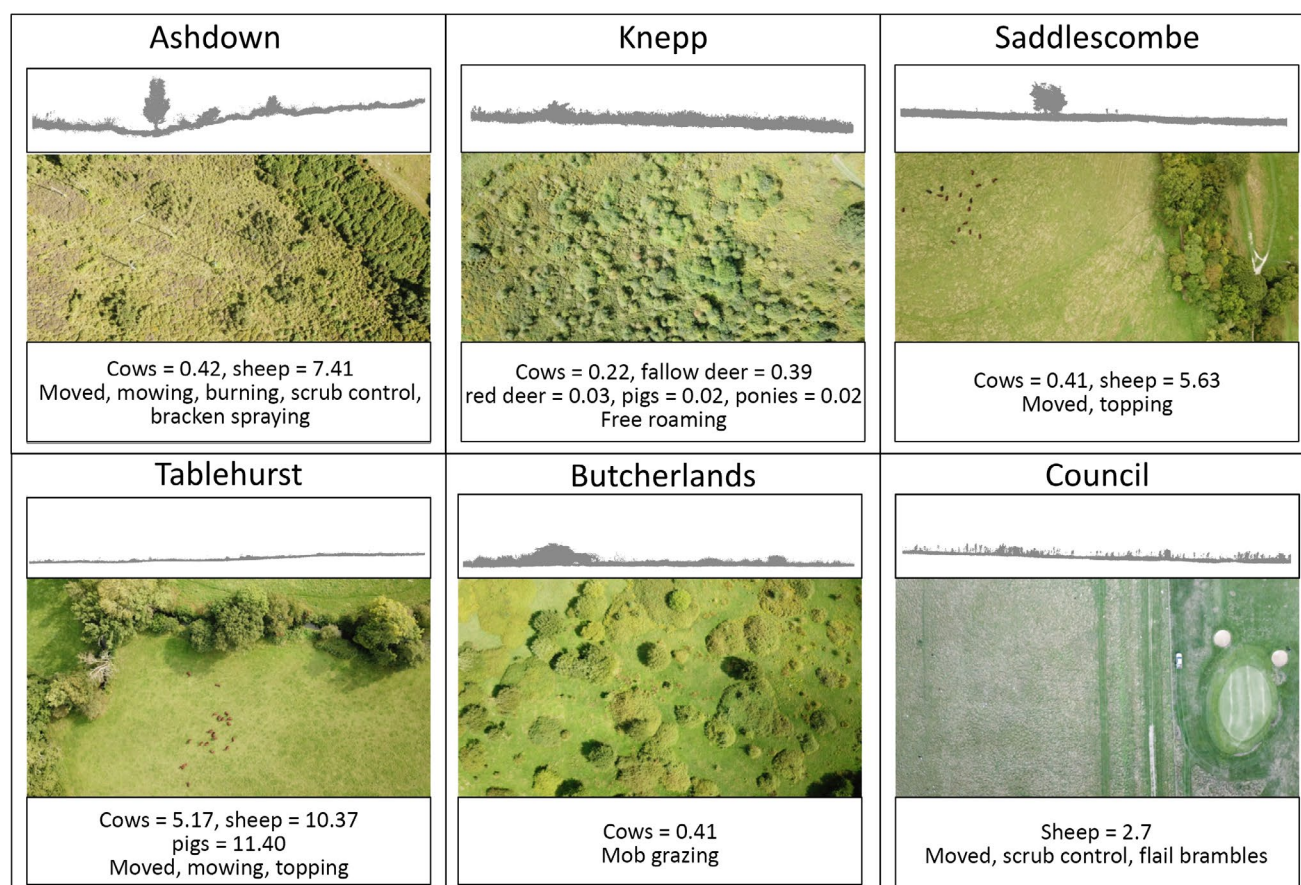 Ashdown
Knepp
Saddlescombe
Cows = 0.42, sheep = 7.41
Moved, mowing, burning, scrub control,
bracken spraying
Cows = 0.22, fallow deer = 0.39
red deer = 0.03, pigs = 0.02, ponies = 0.02
Free roaming
Cows = 0.41, sheep = 5.63
Moved, topping
Tablehurst
Butcherlands
Council
Cows = 5.17, sheep = 10.37
pigs = 11.40
Moved, mowing, topping
Cows = 0.41
Mob grazing
Sheep = 2.7
Moved, scrub control, flail brambles